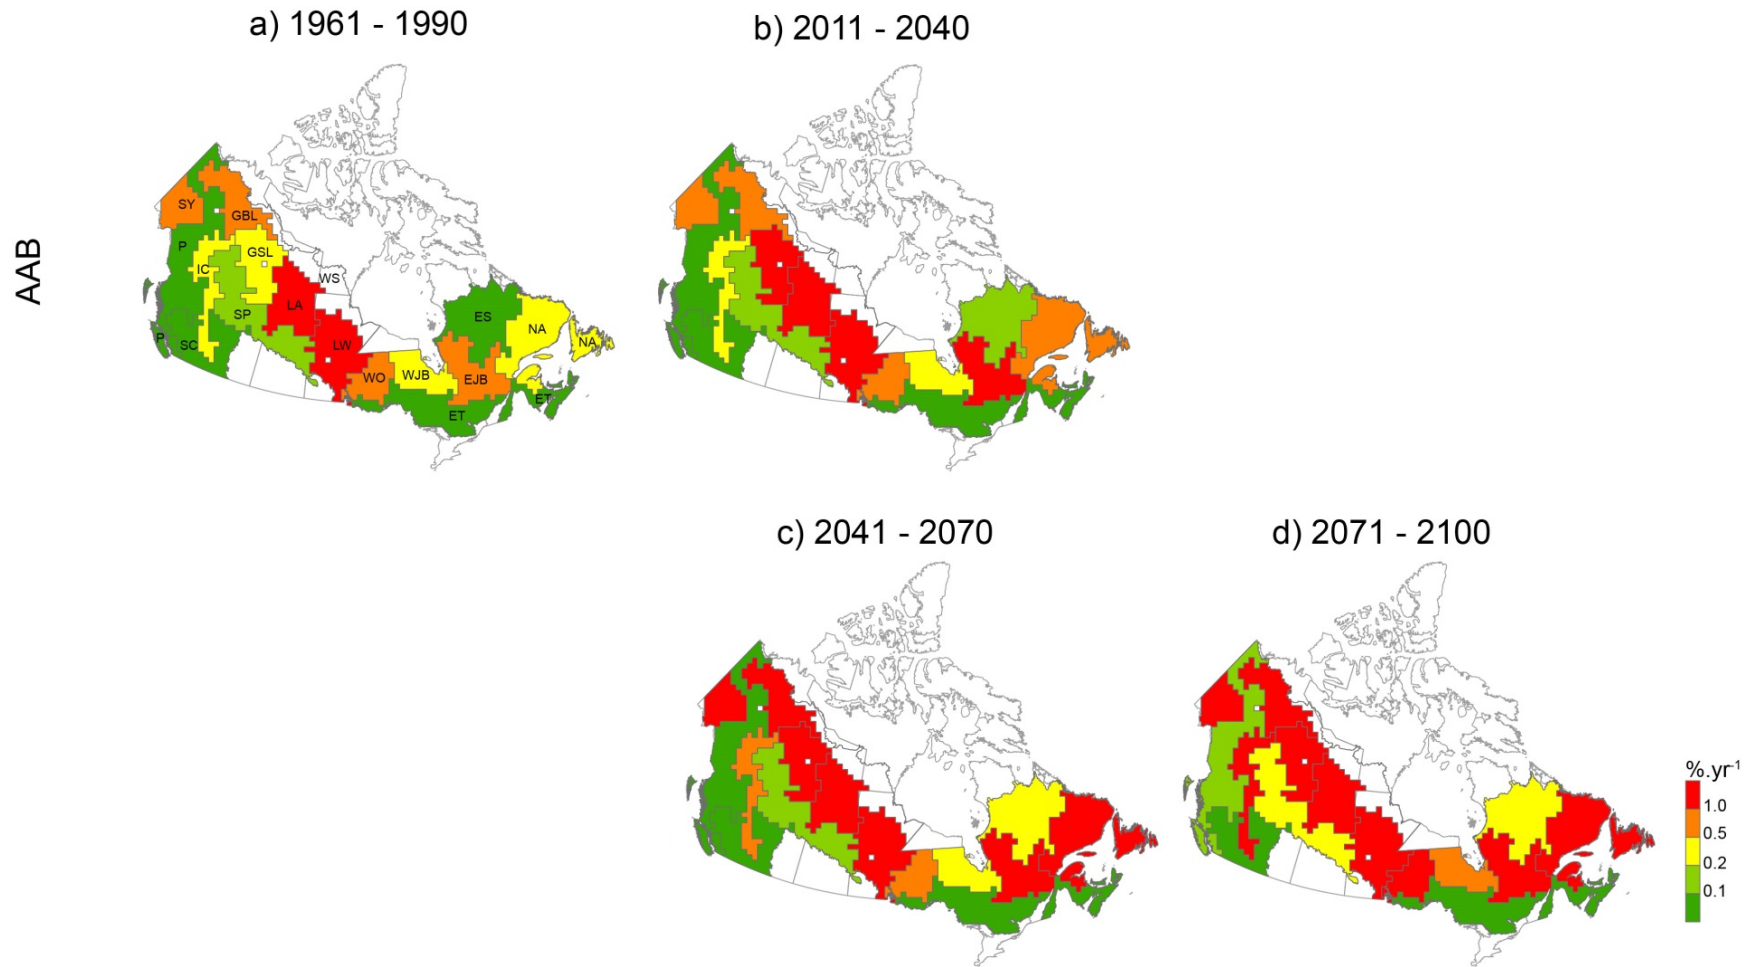 a) 1961 - 1990
b) 2011 - 2040
AAB
SY
GBL
P
GSL
IC
WS
LA
SP
ES
NA
P
SC
LW
NA
WO
WJB
EJB
ET
ET
c) 2041 - 2070
d) 2071 - 2100
%.yr-1
1.0
0.5
0.2
0.1